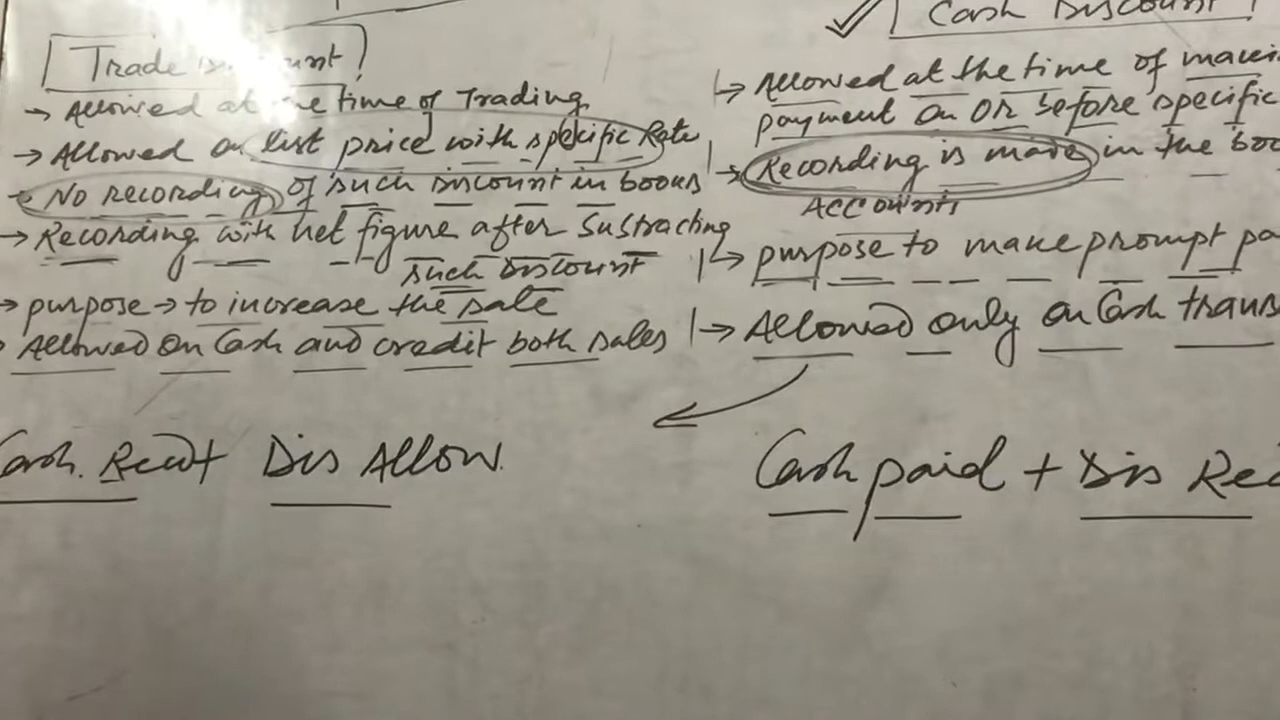 Trade
→ Allowed at the time of Trading
→ Allowed on list price with specific Rate
→ No recording of such Discount in books
→ Recording with net figure after Substracting
such Discount
→ purpose → to increase the sale
→ Allowed on Cash and credit both sales
Cash Discount!
↳ Allowed at the time of
payment on or before specific
→ Recording is made in the
Accounts
↳ purpose to make prompt
→ Allowed only on Cash
Cash. Dis Allow.
Cash paid + Dis